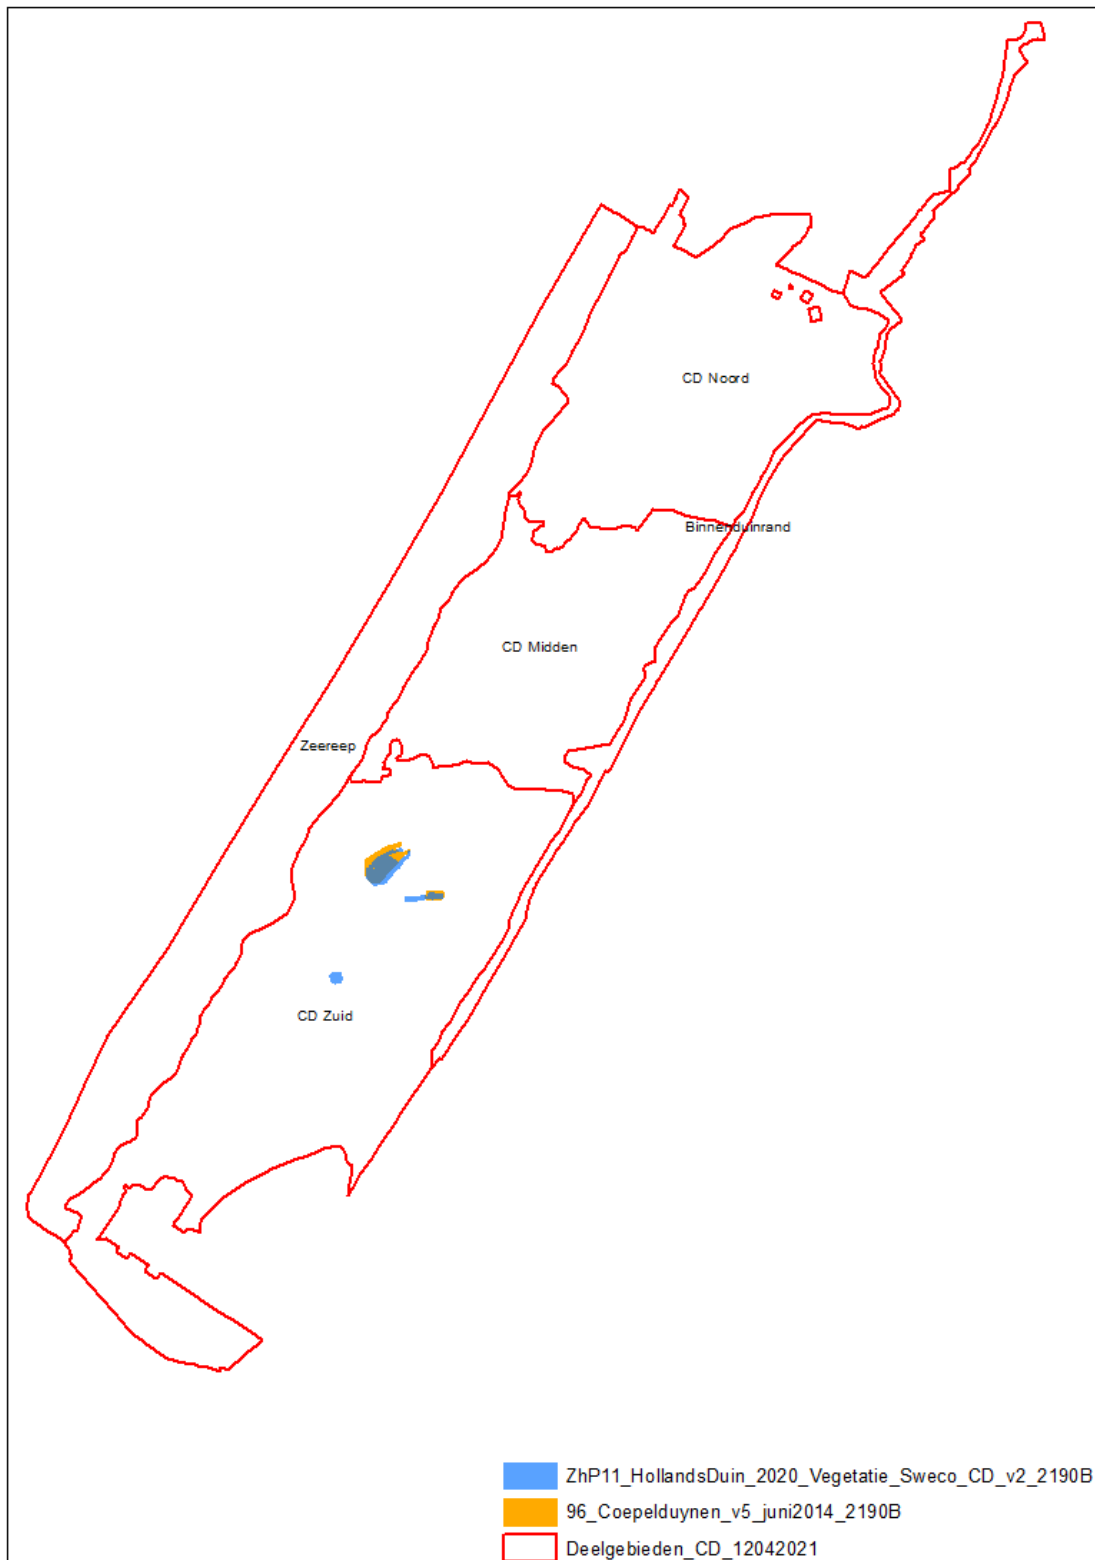 CD Noord
Binnenduinrand
CD Midden
Zeereep
CD Zuid
ZhP11_HollandsDuin_2020_Vegetatie_Sweco_CD_v2_2190B
96_Coepelduynen_v5_juni2014_2190B
Deelgebieden_CD_12042021